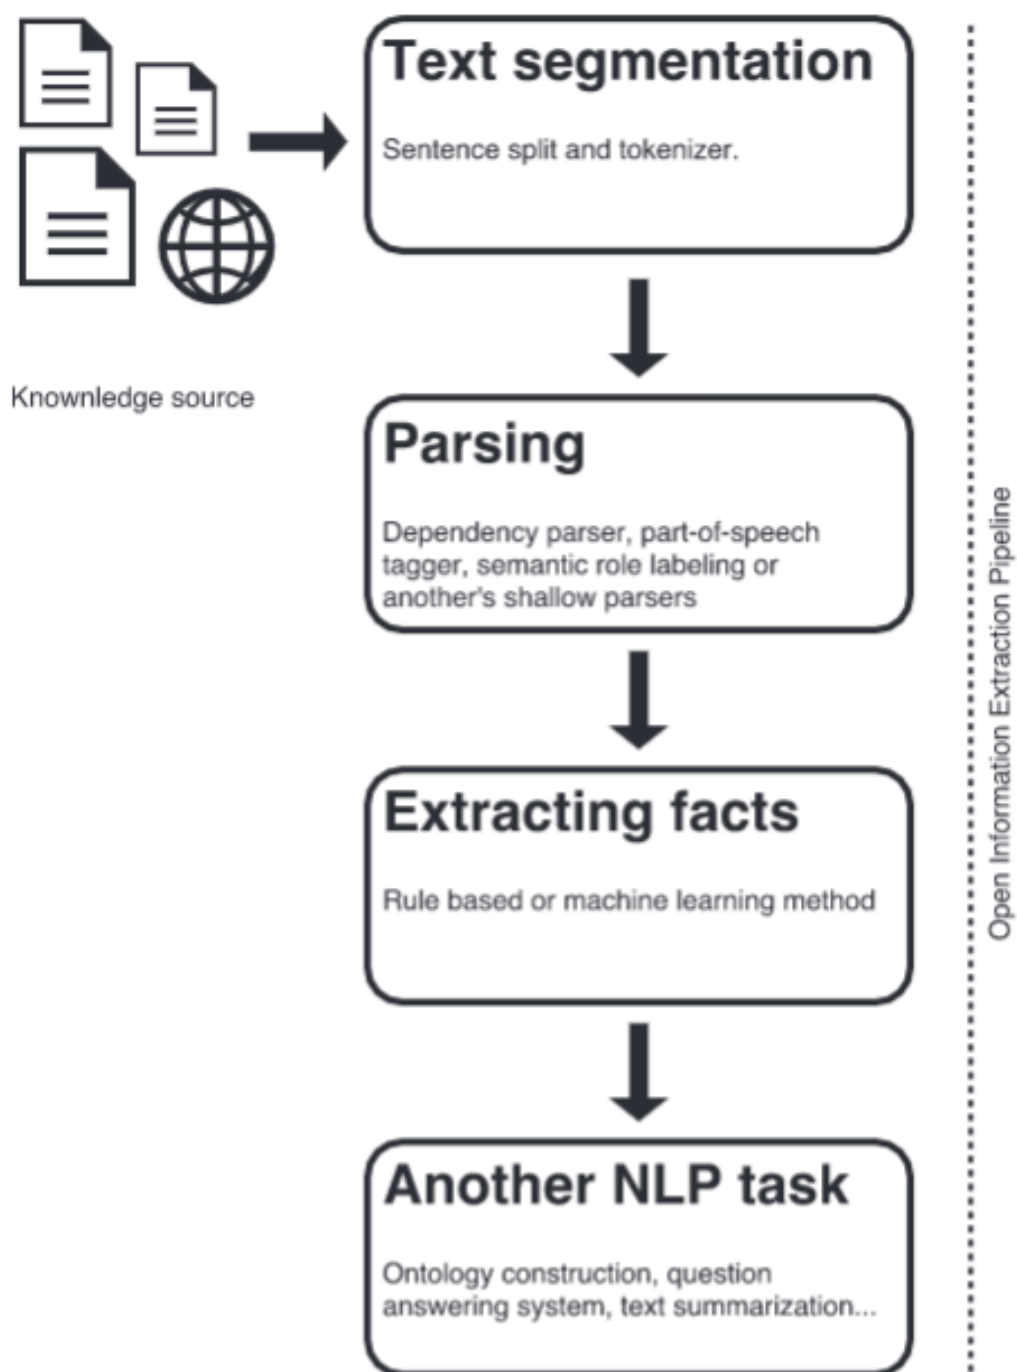 Text segmentation
Sentence split and tokenizer.
Knownledge source
Parsing
Dependency parser, part-of-speech
tagger, semantic role labeling or
another's shallow parsers
Extracting facts
Rule based or machine learning method
Another NLP task
Ontology construction, question
answering system, text summarization...
Open Information Extraction Pipeline